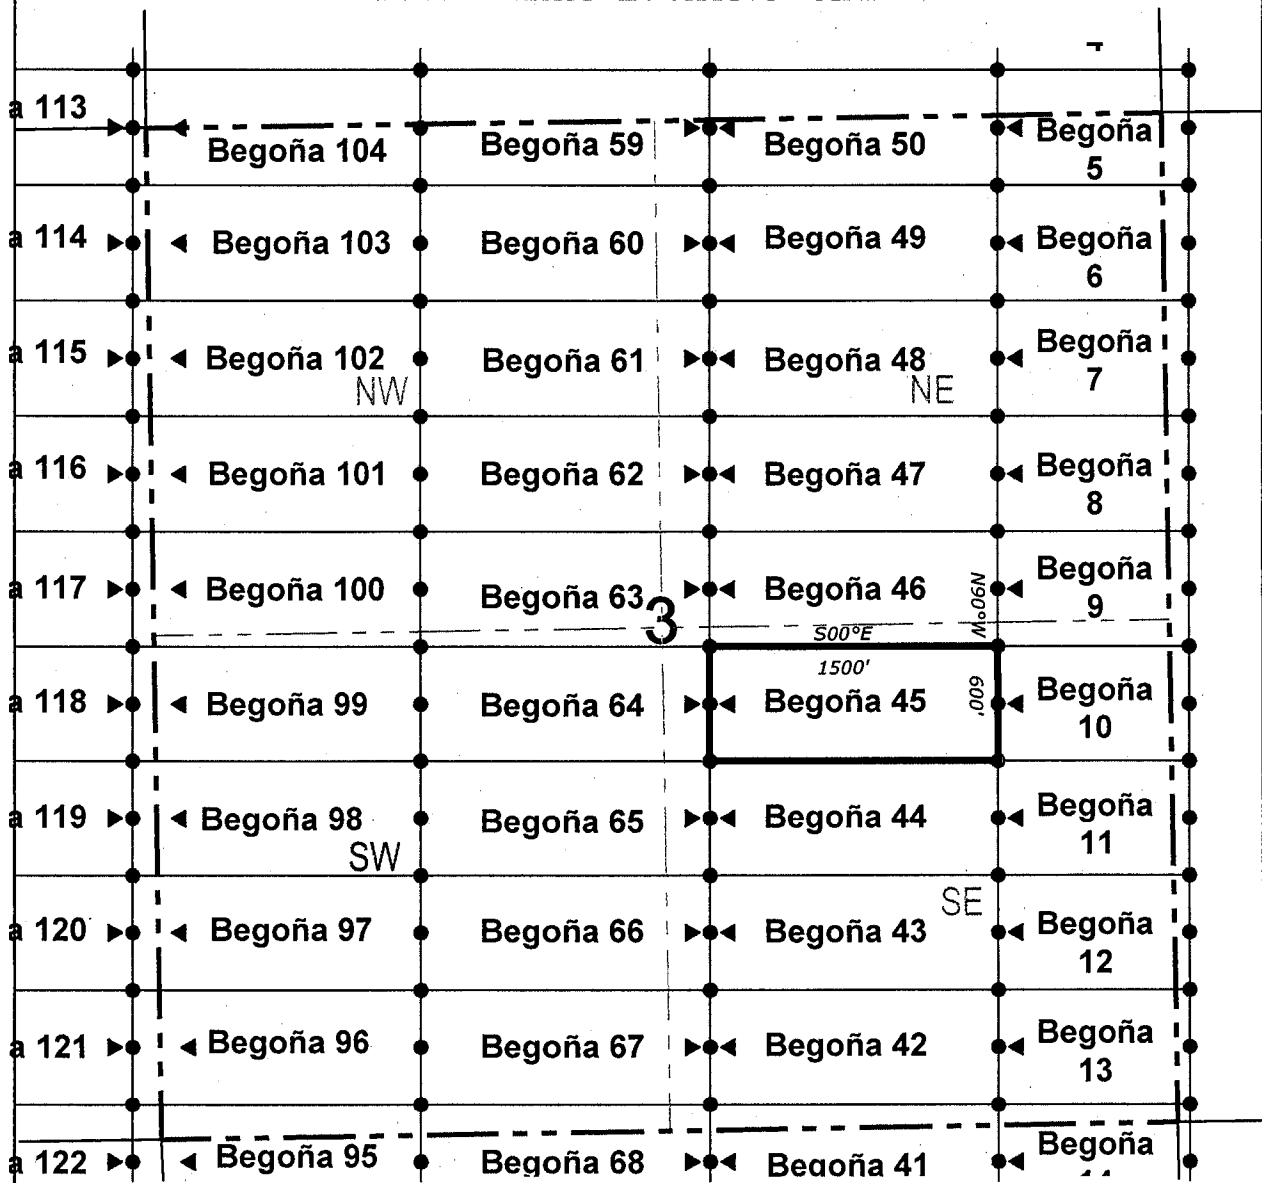 a 113
Begoña 104
Begoña 59
Begoña 50
Begoña
5
a 114
Begoña 103
Begoña 60
Begoña 49
Begoña
6
a 115
Begoña 102
Begoña 61
Begoña 48
Begoña
7
NW
NE
a 116
Begoña 101
Begoña 62
Begoña 47
Begoña
8
a 117
Begoña 100
Begoña 63
Begoña 46
N90°W
Begoña
9
3
S00°E
1500'
a 118
Begoña 99
Begoña 64
Begoña 45
600'
Begoña
10
a 119
Begoña 98
Begoña 65
Begoña 44
Begoña
11
SW
SE
a 120
Begoña 97
Begoña 66
Begoña 43
Begoña
12
a 121
Begoña 96
Begoña 67
Begoña 42
Begoña
13
a 122
Begoña 95
Begoña 68
Begoña 41
Begoña